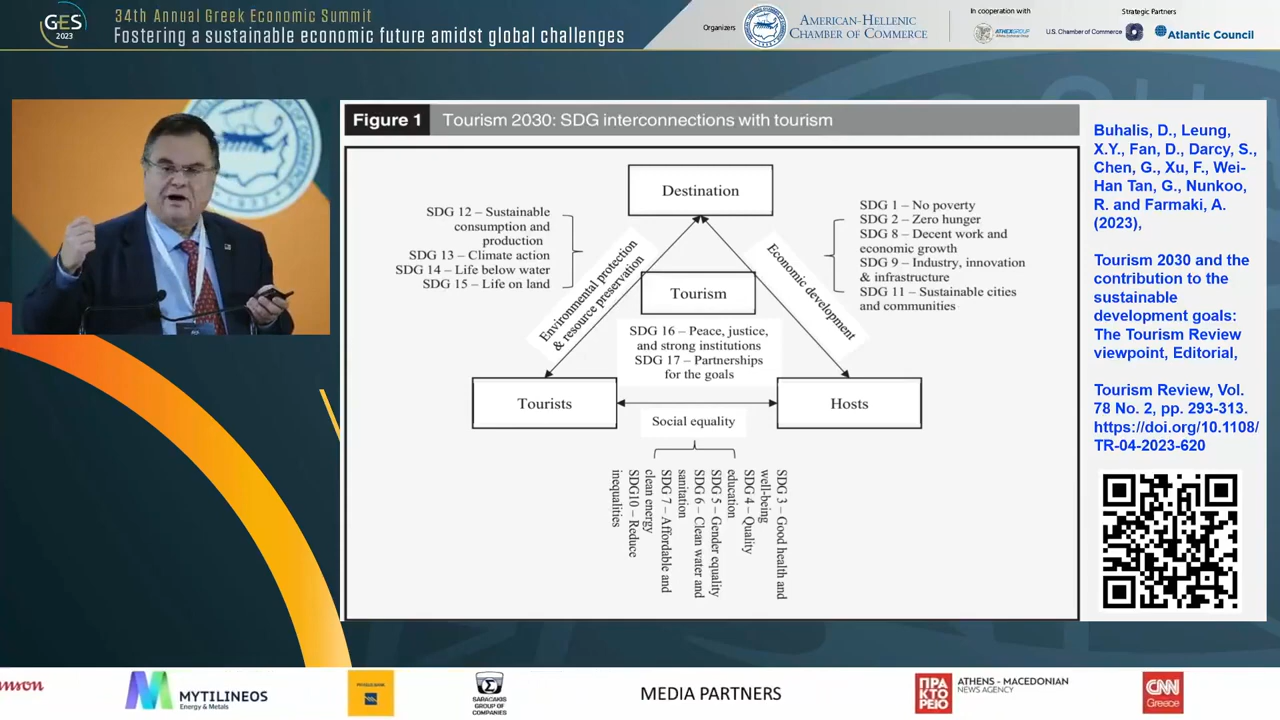 GES
2023
34th Annual Greek Economic Summit
Fostering a sustainable economic future amidst global challenges
Organizers
AMERICAN-HELLENIC
CHAMBER OF COMMERCE
In cooperation with
ATHEXGROUP
Strategic Partners
U.S. Chamber of Commerce
Atlantic Council
Figure 1
Tourism 2030: SDG interconnections with tourism
Destination
SDG 12 – Sustainable
consumption and
production
SDG 13 – Climate action
SDG 14 – Life below water
SDG 15 – Life on land
Environmental protection
& resource preservation
Tourism
SDG 16 – Peace, justice,
and strong institutions
SDG 17 – Partnerships
for the goals
Economic development
SDG 1 – No poverty
SDG 2 – Zero hunger
SDG 8 – Decent work and
economic growth
SDG 9 – Industry, innovation
& infrastructure
SDG 11 – Sustainable cities
and communities
Tourists
Hosts
Social equality
SDG 3 – Good health and
well-being
SDG 4 – Quality
education
SDG 5 – Gender equality
SDG 6 – Clean water and
sanitation
SDG 7 – Affordable and
clean energy
SDG10 – Reduce
inequalities
Buhalis, D., Leung,
X.Y., Fan, D., Darcy, S.,
Chen, G., Xu, F., Wei-
Han Tan, G., Nunkoo,
R. and Farmaki, A.
(2023),
Tourism 2030 and the
contribution to the
sustainable
development goals:
The Tourism Review
viewpoint, Editorial,
Tourism Review, Vol.
78 No. 2, pp. 293-313.
https://doi.org/10.1108/
TR-04-2023-620
MYTILINEOS
Energy & Metals
SARACAKIS
GROUP OF
COMPANIES
MEDIA PARTNERS
ΠΡΑ
ΚΤΟ
ΡΕΙΟ
ATHENS - MACEDONIAN
NEWS AGENCY
CNN
Greece